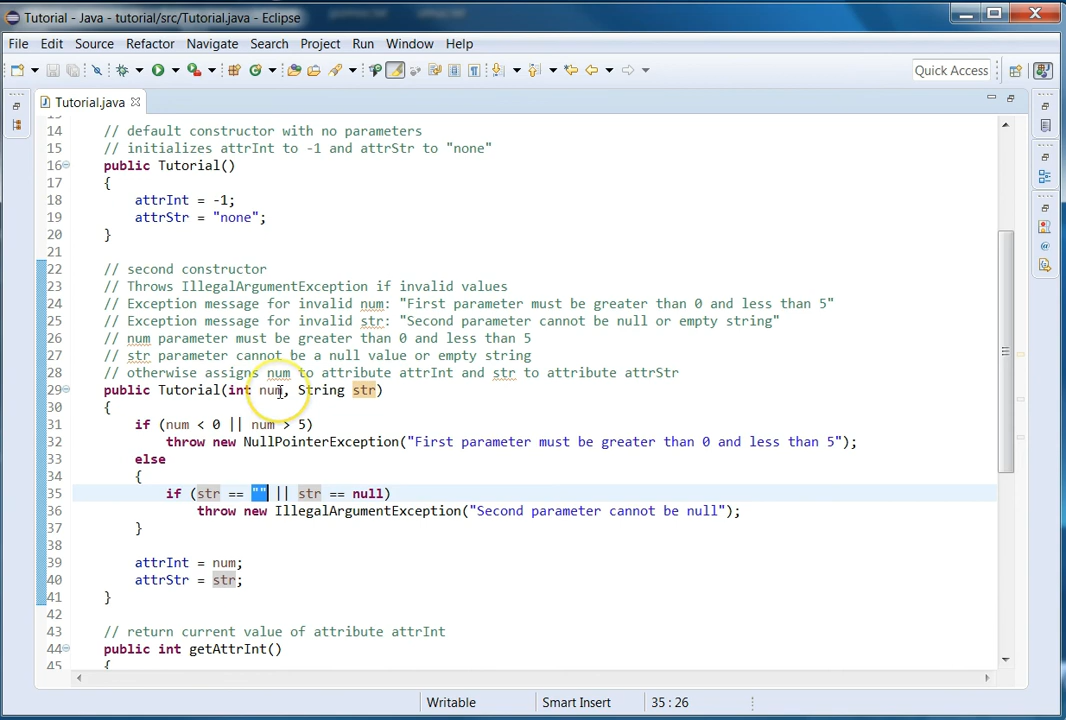 Tutorial - Java - tutorial/src/Tutorial.java - Eclipse
File Edit Source Refactor Navigate Search Project Run Window Help
Quick Access
Tutorial.java
14 // default constructor with no parameters
15 // initializes attrInt to -1 and attrStr to "none"
16 public Tutorial()
17 {
18 attrInt = -1;
19 attrStr = "none";
20 }
21
22 // second constructor
23 // Throws IllegalArgumentException if invalid values
24 // Exception message for invalid num: "First parameter must be greater than 0 and less than 5"
25 // Exception message for invalid str: "Second parameter cannot be null or empty string"
26 // num parameter must be greater than 0 and less than 5
27 // str parameter cannot be a null value or empty string
28 // otherwise assigns num to attribute attrInt and str to attribute attrStr
29 public Tutorial(int num, String str)
30 {
31 if (num < 0 || num > 5)
32 throw new NullPointerException("First parameter must be greater than 0 and less than 5");
33 else
34 {
35 if (str == "" || str == null)
36 throw new IllegalArgumentException("Second parameter cannot be null");
37 }
38
39 attrInt = num;
40 attrStr = str;
41 }
42
43 // return current value of attribute attrInt
44 public int getAttrInt()
45 {
Writable Smart Insert 35 : 26